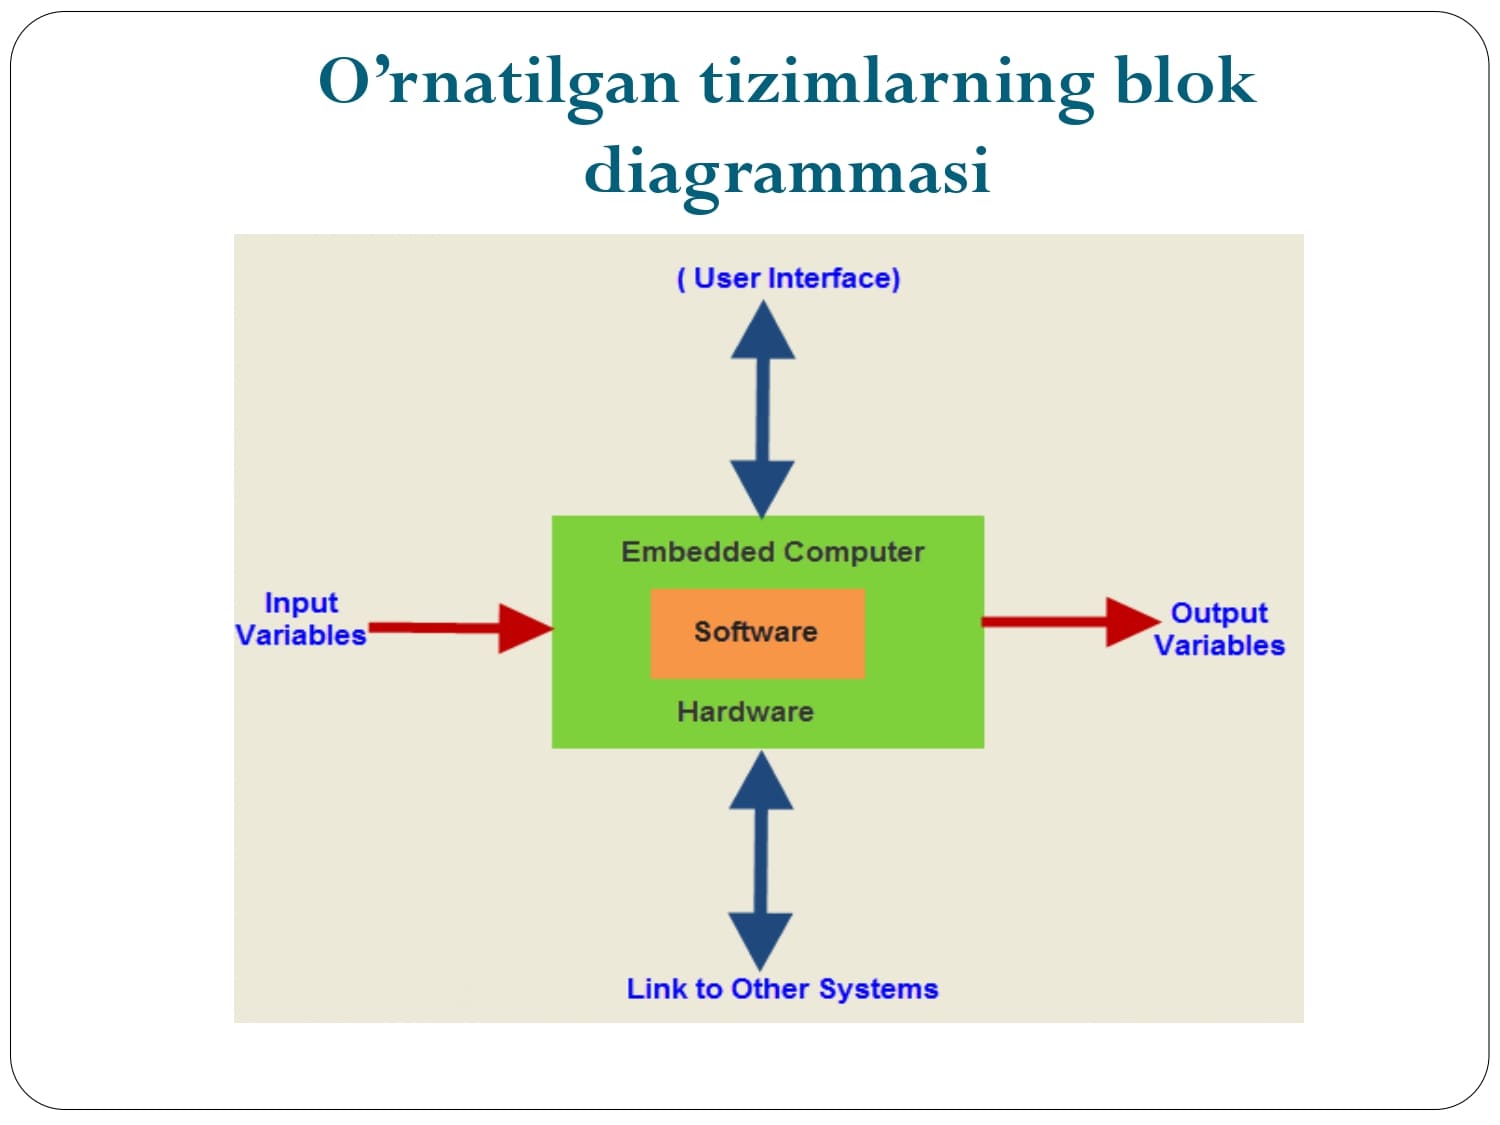 O’rnatilgan tizimlarning blok
diagrammasi
( User Interface)
Embedded Computer
Input
Variables
Software
Output
Variables
Hardware
Link to Other Systems